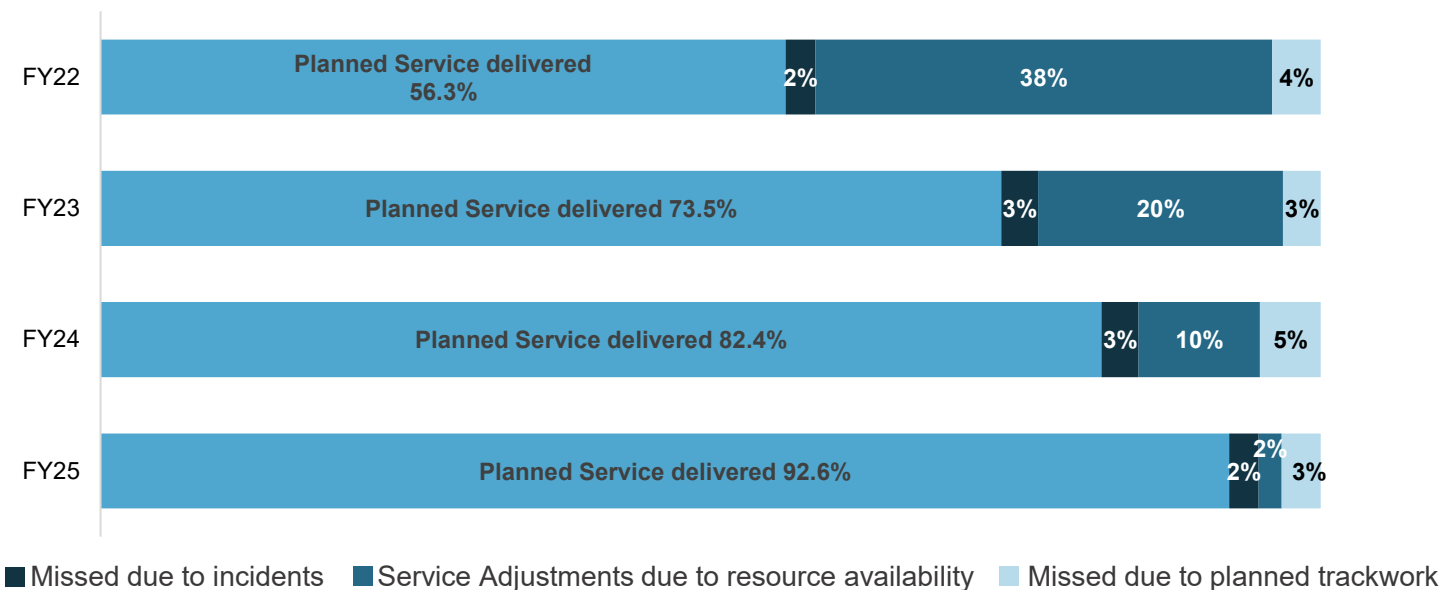 FY22
Planned Service delivered
56.3%
2%
38%
4%
FY23
Planned Service delivered 73.5%
3%
20%
3%
FY24
Planned Service delivered 82.4%
3%
10%
5%
FY25
Planned Service delivered 92.6%
2%
2%
3%
Missed due to incidents
Service Adjustments due to resource availability
Missed due to planned trackwork